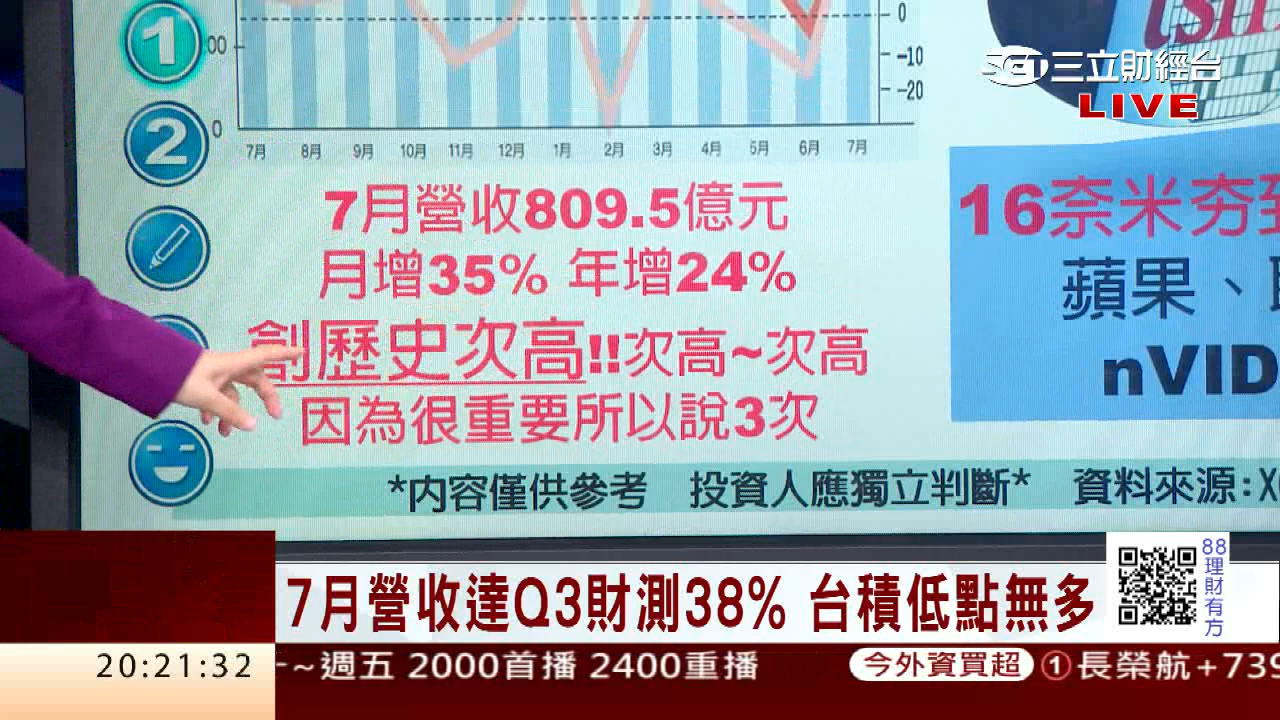 1
2
00
0
0
-10
-20
7月 8月 9月 10月 11月 12月 1月 2月 3月 4月 5月 6月 7月
三立財經台
LIVE
7月營收809.5億元
月增35% 年增24%
創歷史次高!!次高~次高
因為很重要所以說3次
16奈米夯
蘋果、
nVID
*內容僅供參考 投資人應獨立判斷* 資料來源:X
7月營收達Q3財測38% 台積低點無多
88理財有方
20:21:32
~週五 2000首播 2400重播
今外資買超 ①長榮航+739